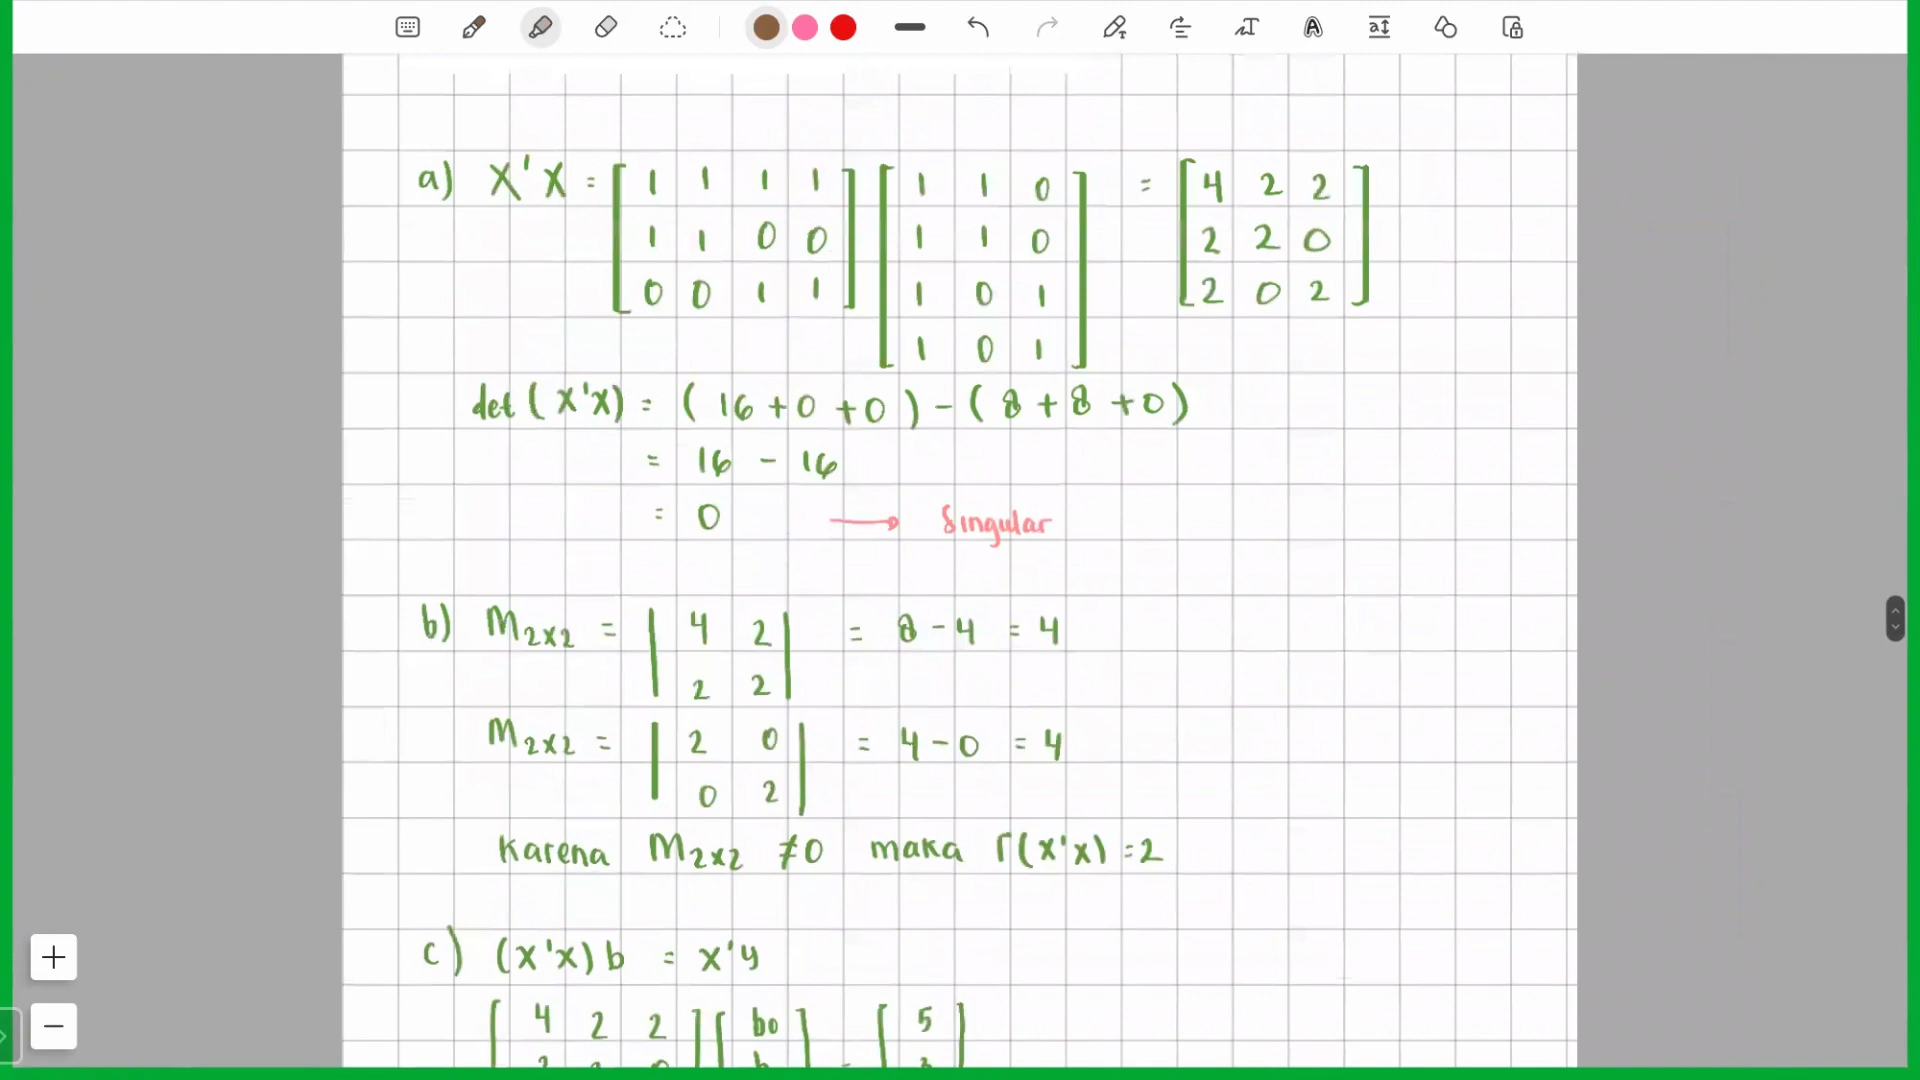 a) X'X = [ 1 1 1 1 ] [ 1 1 0 ] = [ 4 2 2 ]
[ 1 1 0 0 ] [ 1 1 0 ] [ 2 2 0 ]
[ 0 0 1 1 ] [ 1 0 1 ] [ 2 0 2 ]
[ 1 0 1 ]
det (X'X) = ( 16 + 0 + 0 ) - ( 8 + 8 + 0 )
= 16 - 16
= 0 → Singular
b) M2x2 = | 4 2 | = 8 - 4 = 4
| 2 2 |
M2x2 = | 2 0 | = 4 - 0 = 4
| 0 2 |
Karena M2x2 ≠ 0 maka r(x'x) = 2
c) (x'x) b = x'y
[ 4 2 2 ] [ b0 ] = [ 5 ]